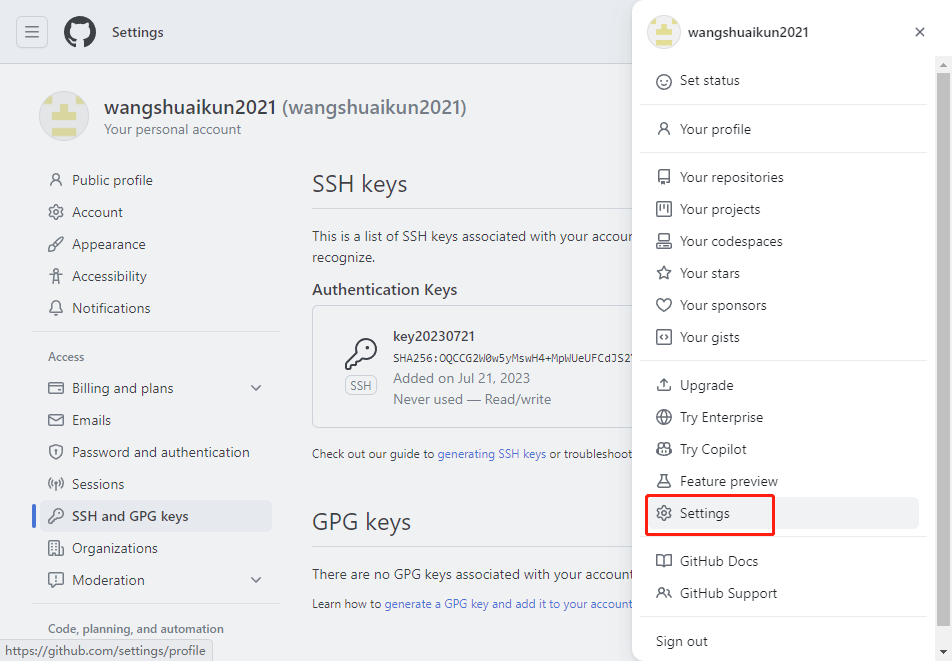 Settings
wangshuaikun2021 (wangshuaikun2021)
Your personal account
Public profile
Account
Appearance
Accessibility
Notifications
Access
Billing and plans
Emails
Password and authentication
Sessions
SSH and GPG keys
Organizations
Moderation
Code, planning, and automation
https://github.com/settings/profile
SSH keys
This is a list of SSH keys associated with your accoun
recognize.
Authentication Keys
key20230721
SHA256:OQCCG2W0w5yMswH4+MpWUeUFCdJS2
SSH
Added on Jul 21, 2023
Never used — Read/write
Check out our guide to generating SSH keys or troubleshoot
GPG keys
There are no GPG keys associated with your account
Learn how to generate a GPG key and add it to your account
wangshuaikun2021
Set status
Your profile
Your repositories
Your projects
Your codespaces
Your stars
Your sponsors
Your gists
Upgrade
Try Enterprise
Try Copilot
Feature preview
Settings
GitHub Docs
GitHub Support
Sign out